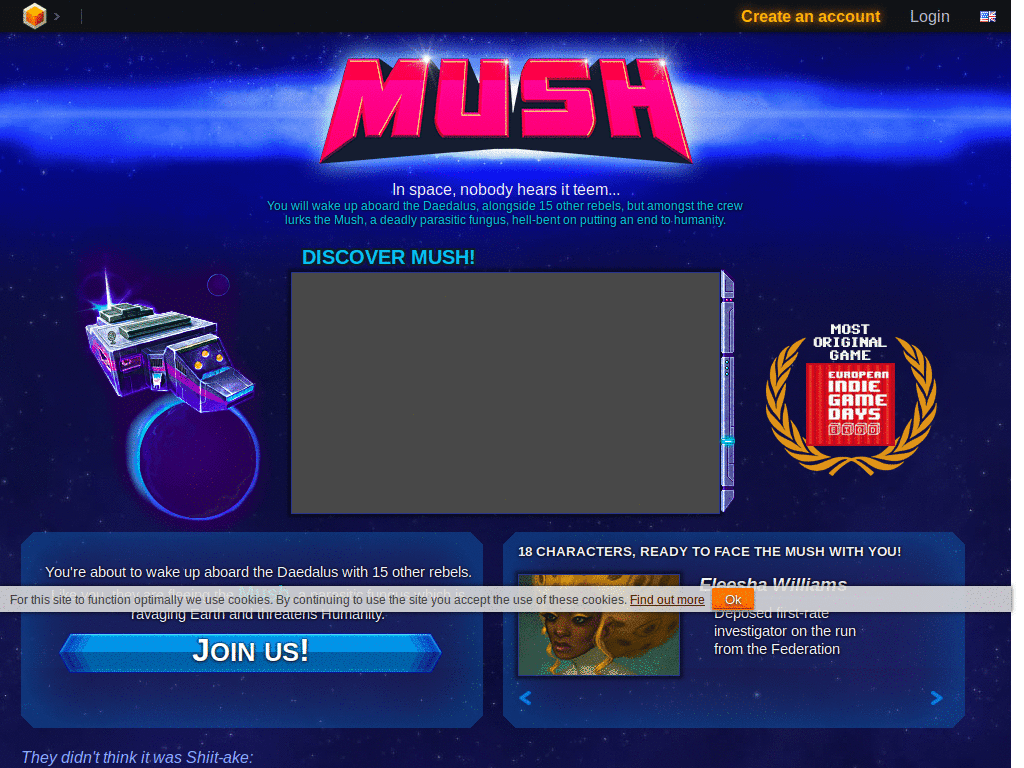 Create an account
Login
MUSH
In space, nobody hears it teem...
You will wake up aboard the Daedalus, alongside 15 other rebels, but amongst the crew
lurks the Mush, a deadly parasitic fungus, hell-bent on putting an end to humanity.
DISCOVER MUSH!
MOST
ORIGINAL
GAME
EUROPEAN
INDIE
GAME
DAYS
You're about to wake up aboard the Daedalus with 15 other rebels.
ravaging Earth and threatens Humanity.
JOIN US!
18 CHARACTERS, READY TO FACE THE MUSH WITH YOU!
Eleesha Williams
Deposed first-rate
investigator on the run
from the Federation
For this site to function optimally we use cookies. By continuing to use the site you accept the use of these cookies. Find out more Ok
They didn't think it was Shiit-ake: